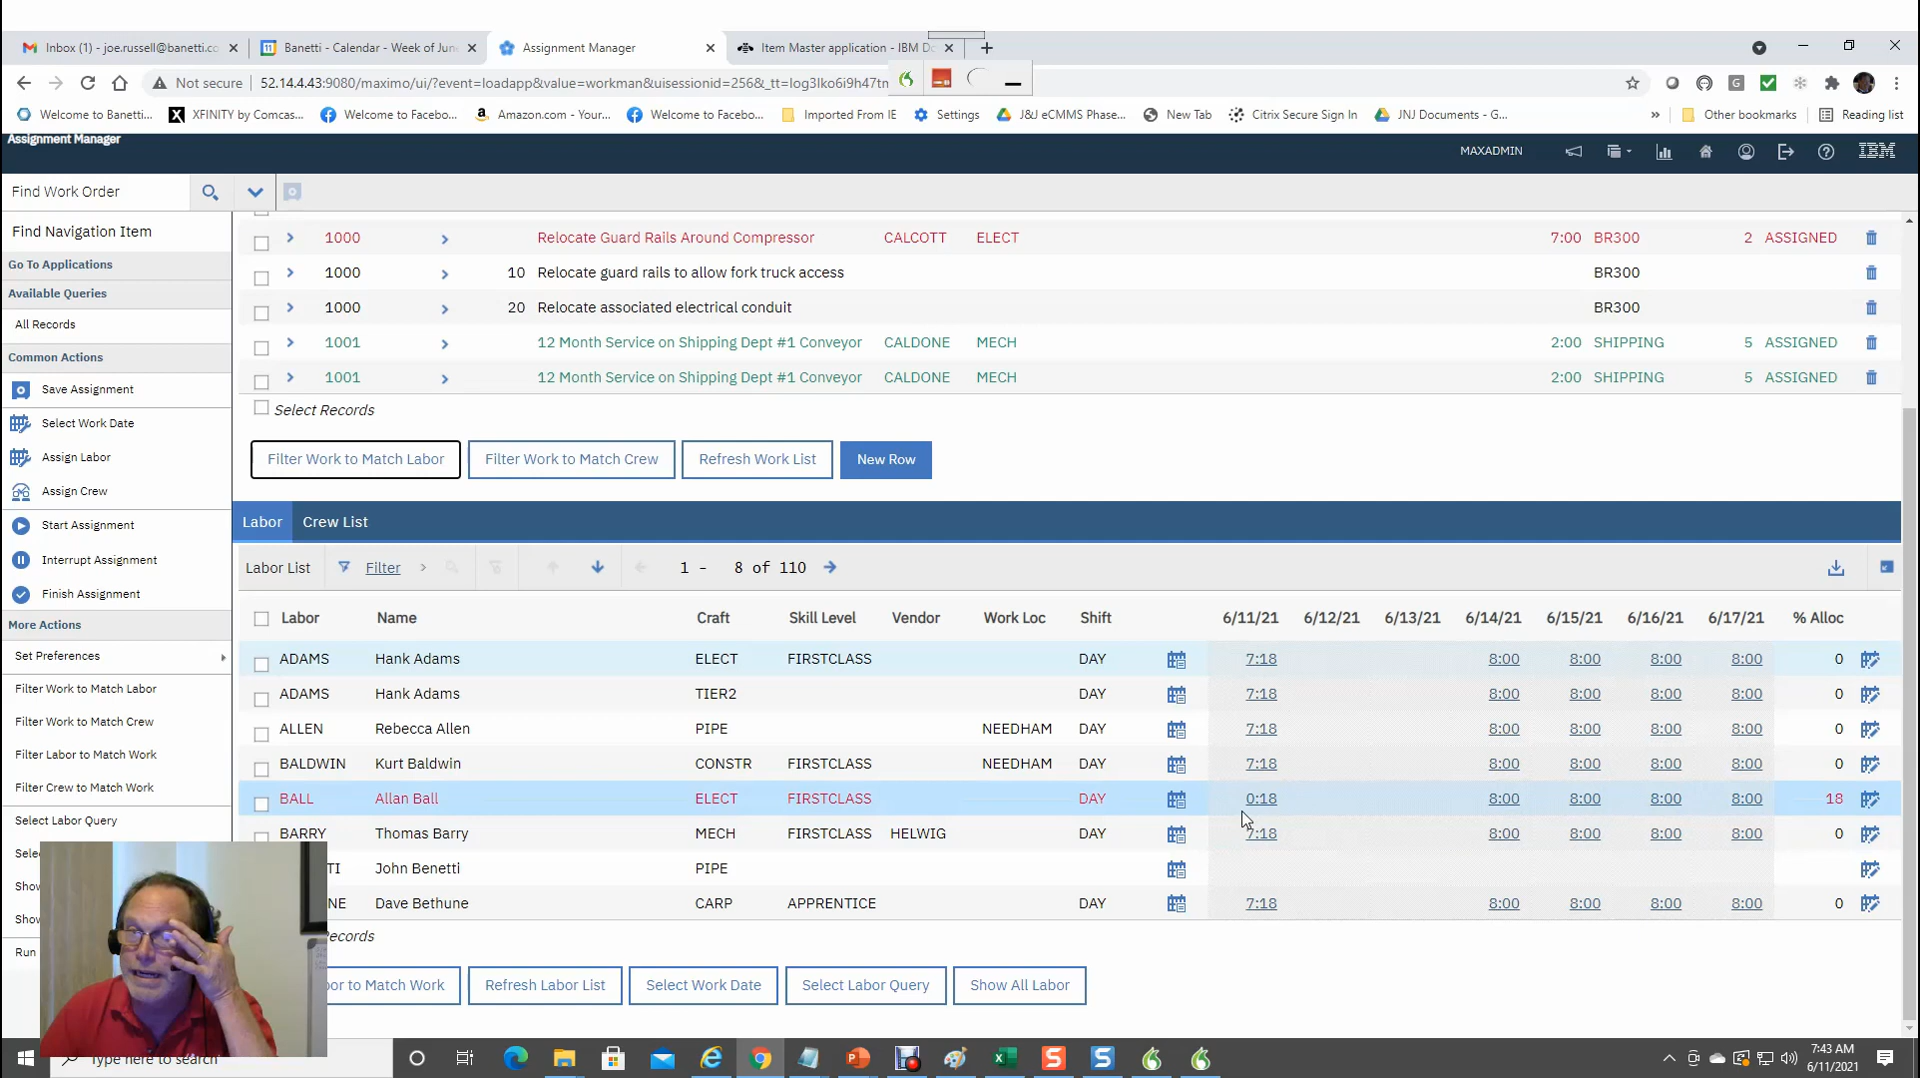 Inbox (1) - joe.russell@banetti.co
Banetti - Calendar - Week of June
Assignment Manager
Item Master application - IBM Do
Not secure
52.14.4.43:9080/maximo/ui/?event=loadapp&value=workman&uisessionid=256&_tt=log3lko6i9h47tm
Welcome to Banetti...
XFINITY by Comcas...
Welcome to Facebo...
Amazon.com - Your...
Welcome to Facebo...
Imported From IE
Settings
J&J eCMMS Phase...
New Tab
Citrix Secure Sign In
JNJ Documents - G...
Other bookmarks
Reading list
Assignment Manager
MAXADMIN
IBM
Find Work Order
Find Navigation Item
Go To Applications
Available Queries
All Records
Common Actions
Save Assignment
Select Work Date
Assign Labor
Assign Crew
Start Assignment
Interrupt Assignment
Finish Assignment
More Actions
Set Preferences
Filter Work to Match Labor
Filter Work to Match Crew
Filter Labor to Match Work
Filter Crew to Match Work
Select Labor Query
Selec
Show
Show
Run
1000 Relocate Guard Rails Around Compressor CALCOTT ELECT 7:00 BR300 2 ASSIGNED
1000 10 Relocate guard rails to allow fork truck access BR300
1000 20 Relocate associated electrical conduit BR300
1001 12 Month Service on Shipping Dept #1 Conveyor CALDONE MECH 2:00 SHIPPING 5 ASSIGNED
1001 12 Month Service on Shipping Dept #1 Conveyor CALDONE MECH 2:00 SHIPPING 5 ASSIGNED
Select Records
Filter Work to Match Labor
Filter Work to Match Crew
Refresh Work List
New Row
Labor
Crew List
Labor List Filter 1 - 8 of 110
Labor Name Craft Skill Level Vendor Work Loc Shift 6/11/21 6/12/21 6/13/21 6/14/21 6/15/21 6/16/21 6/17/21 % Alloc
ADAMS Hank Adams ELECT FIRSTCLASS DAY 7:18 8:00 8:00 8:00 8:00 0
ADAMS Hank Adams TIER2 DAY 7:18 8:00 8:00 8:00 8:00 0
ALLEN Rebecca Allen PIPE NEEDHAM DAY 7:18 8:00 8:00 8:00 8:00 0
BALDWIN Kurt Baldwin CONSTR FIRSTCLASS NEEDHAM DAY 7:18 8:00 8:00 8:00 8:00 0
BALL Allan Ball ELECT FIRSTCLASS DAY 0:18 8:00 8:00 8:00 8:00 18
BARRY Thomas Barry MECH FIRSTCLASS HELWIG DAY 7:18 8:00 8:00 8:00 8:00 0
TI John Benetti PIPE
NE Dave Bethune CARP APPRENTICE DAY 7:18 8:00 8:00 8:00 8:00 0
ecords
or to Match Work
Refresh Labor List
Select Work Date
Select Labor Query
Show All Labor
Type here to search
7:43 AM
6/11/2021